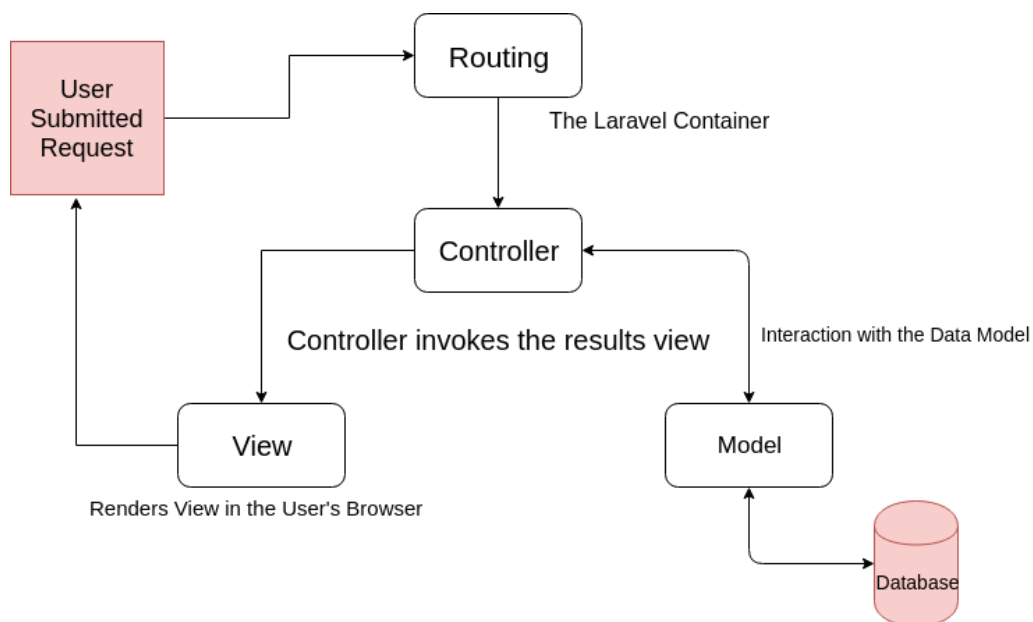 Routing
User
Submitted
Request
The Laravel Container
Controller
Controller invokes the results view
Interaction with the Data Model
View
Model
Renders View in the User's Browser
Database